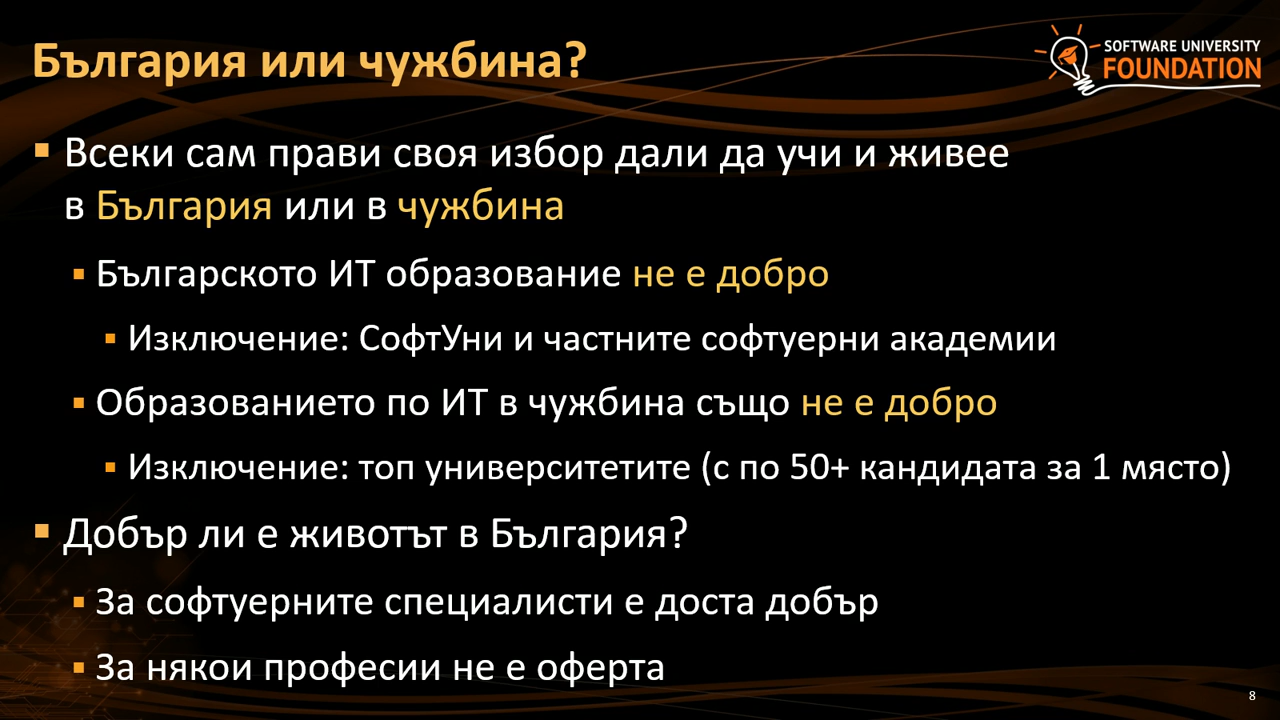 България или чужбина?
SOFTWARE UNIVERSITY
FOUNDATION
Всеки сам прави своя избор дали да учи и живее
в България или в чужбина
Българското ИТ образование не е добро
Изключение: СофтУни и частните софтуерни академии
Образованието по ИТ в чужбина също не е добро
Изключение: топ университетите (с по 50+ кандидата за 1 място)
Добър ли е животът в България?
За софтуерните специалисти е доста добър
За някои професии не е оферта
8